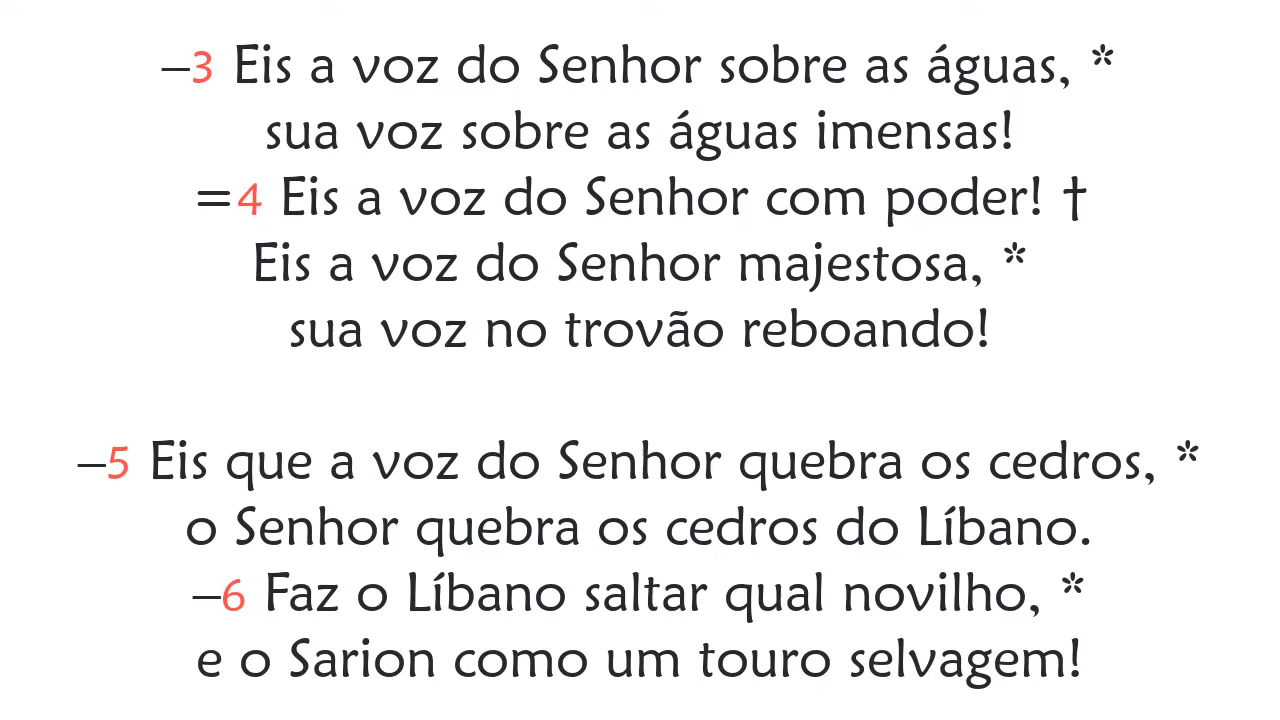 –3 Eis a voz do Senhor sobre as águas, *
sua voz sobre as águas imensas!
=4 Eis a voz do Senhor com poder! †
Eis a voz do Senhor majestosa, *
sua voz no trovão reboando!
–5 Eis que a voz do Senhor quebra os cedros, *
o Senhor quebra os cedros do Líbano.
–6 Faz o Líbano saltar qual novilho, *
e o Sarion como um touro selvagem!